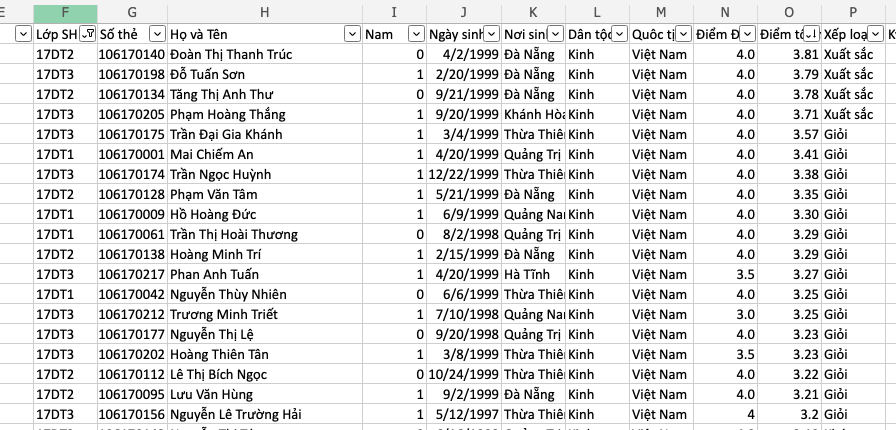 E F G H I J K L M N O P
Lớp SH Số thẻ Họ và Tên Nam Ngày sinh Nơi sin Dân tộc Quốc tị Điểm Đ Điểm tố Xếp loạ K
17DT2 106170140 Đoàn Thị Thanh Trúc 0 4/2/1999 Đà Nẵng Kinh Việt Nam 4.0 3.81 Xuất sắc
17DT3 106170198 Đỗ Tuấn Sơn 1 2/20/1999 Đà Nẵng Kinh Việt Nam 4.0 3.79 Xuất sắc
17DT2 106170134 Tăng Thị Anh Thư 0 9/21/1999 Đà Nẵng Kinh Việt Nam 4.0 3.78 Xuất sắc
17DT3 106170205 Phạm Hoàng Thắng 1 9/20/1999 Khánh Hòa Kinh Việt Nam 4.0 3.71 Xuất sắc
17DT3 106170175 Trần Đại Gia Khánh 1 3/4/1999 Thừa Thiê Kinh Việt Nam 4.0 3.57 Giỏi
17DT1 106170001 Mai Chiếm An 1 4/20/1999 Quảng Trị Kinh Việt Nam 4.0 3.41 Giỏi
17DT3 106170174 Trần Ngọc Huỳnh 1 12/22/1999 Thừa Thiê Kinh Việt Nam 4.0 3.38 Giỏi
17DT2 106170128 Phạm Văn Tâm 1 5/21/1999 Đà Nẵng Kinh Việt Nam 4.0 3.35 Giỏi
17DT1 106170009 Hồ Hoàng Đức 1 6/9/1999 Quảng Nam Kinh Việt Nam 4.0 3.30 Giỏi
17DT1 106170061 Trần Thị Hoài Thương 0 8/2/1998 Quảng Trị Kinh Việt Nam 4.0 3.29 Giỏi
17DT2 106170138 Hoàng Minh Trí 1 2/15/1999 Đà Nẵng Kinh Việt Nam 4.0 3.29 Giỏi
17DT3 106170217 Phan Anh Tuấn 1 4/20/1999 Hà Tĩnh Kinh Việt Nam 3.5 3.27 Giỏi
17DT1 106170042 Nguyễn Thùy Nhiên 0 6/6/1999 Thừa Thiê Kinh Việt Nam 4.0 3.25 Giỏi
17DT3 106170212 Trương Minh Triết 1 7/10/1998 Quảng Nam Kinh Việt Nam 3.0 3.25 Giỏi
17DT3 106170177 Nguyễn Thị Lệ 0 9/20/1998 Quảng Trị Kinh Việt Nam 4.0 3.23 Giỏi
17DT3 106170202 Hoàng Thiên Tân 1 3/8/1999 Thừa Thiê Kinh Việt Nam 3.5 3.23 Giỏi
17DT2 106170112 Lê Thị Bích Ngọc 0 10/24/1999 Thừa Thiê Kinh Việt Nam 4.0 3.22 Giỏi
17DT2 106170095 Lưu Văn Hùng 1 9/2/1999 Đà Nẵng Kinh Việt Nam 4.0 3.21 Giỏi
17DT3 106170156 Nguyễn Lê Trường Hải 1 5/12/1997 Thừa Thiê Kinh Việt Nam 4 3.2 Giỏi